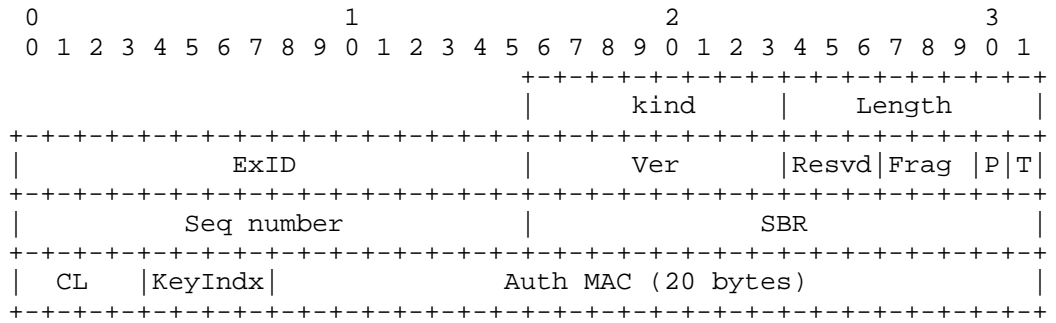 0                   1                   2                   3
0 1 2 3 4 5 6 7 8 9 0 1 2 3 4 5 6 7 8 9 0 1 2 3 4 5 6 7 8 9 0 1
                                +-+-+-+-+-+-+-+-+-+-+-+-+-+-+-+-+
                                |      kind     |    Length     |
+-+-+-+-+-+-+-+-+-+-+-+-+-+-+-+-+-+-+-+-+-+-+-+-+-+-+-+-+-+-+-+-+
|             ExID              |      Ver      |Resvd|Frag |P|T|
+-+-+-+-+-+-+-+-+-+-+-+-+-+-+-+-+-+-+-+-+-+-+-+-+-+-+-+-+-+-+-+-+
|          Seq number           |              SBR              |
+-+-+-+-+-+-+-+-+-+-+-+-+-+-+-+-+-+-+-+-+-+-+-+-+-+-+-+-+-+-+-+-+
|  CL   |KeyIndx|              Auth MAC (20 bytes)              |
+-+-+-+-+-+-+-+-+-+-+-+-+-+-+-+-+-+-+-+-+-+-+-+-+-+-+-+-+-+-+-+-+